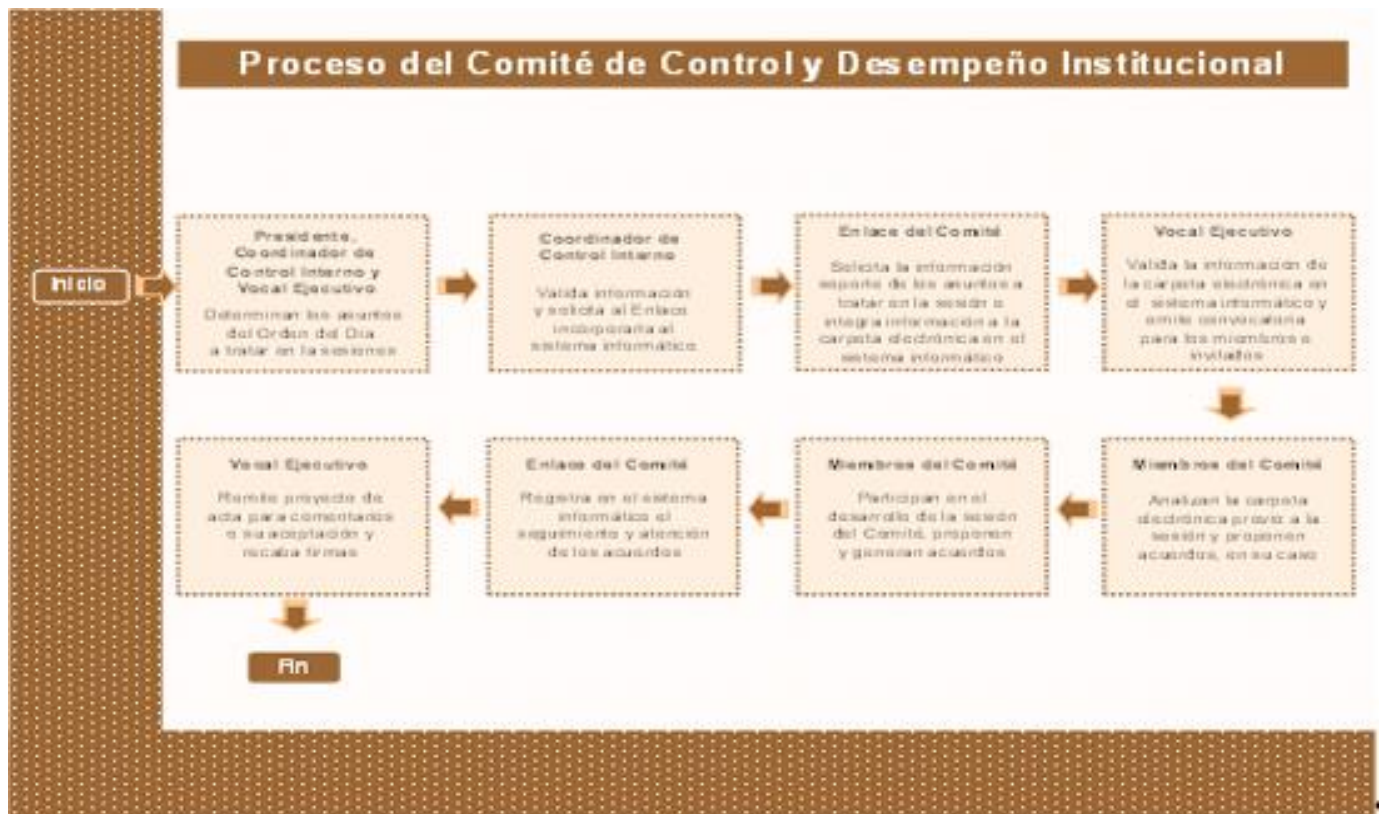 Proceso del Comité de Control y Desempeño Institucional
Inicio
Presidente,
Coordinador de
Control Interno y
Vocal Ejecutivo
Determinan los asuntos
del Orden del Dia
a tratar en la sesiones
Coordinador de
Control Interno
Valida información
y solicita al Enlace
incorporarla al
sistema informático
Enlace del Comité
Solicita la información
soporte de los asuntos a
tratar en la sesión e
integra información a la
carpeta electrónica en el
sistema informático
Vocal Ejecutivo
Valida la información de
la carpeta electrónica en
el sistema informático y
emite convocatoria
para los miembros e
invitados
Miembros del Comité
Analizan la carpeta
electrónica previo a la
sesión y proponen
acuerdos, en su caso
Miembros del Comité
Participan en el
desarrollo de la sesión
del Comité, proponen
y generan acuerdos
Enlace del Comité
Registra en el sistema
informático el
seguimiento y atención
de los acuerdos
Vocal Ejecutivo
Remite proyecto de
acta para comentarios
o su aceptación y
recaba firmas
Fin